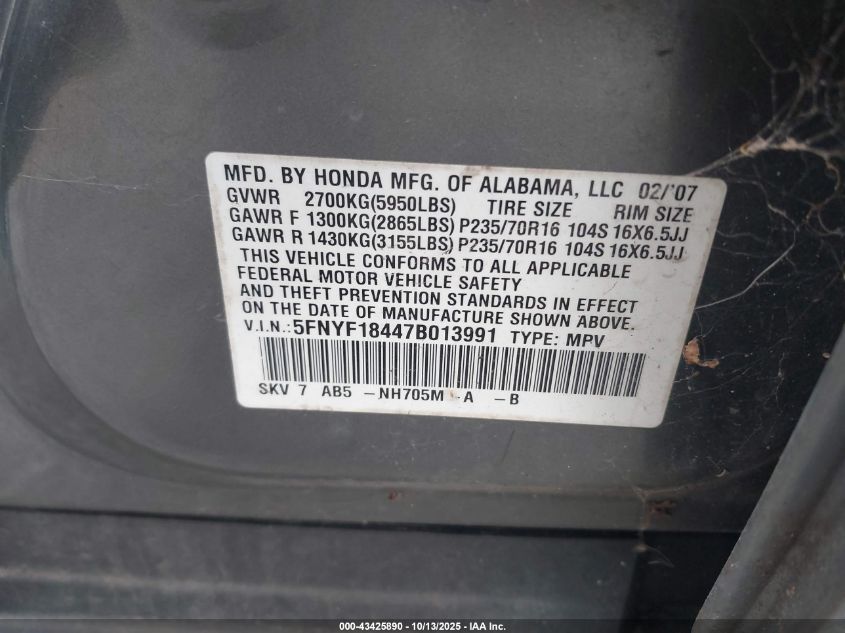 MFD. BY HONDA MFG. OF ALABAMA, LLC 02/'07
GVWR 2700KG(5950LBS) TIRE SIZE RIM SIZE
GAWR F 1300KG(2865LBS) P235/70R16 104S 16X6.5JJ
GAWR R 1430KG(3155LBS) P235/70R16 104S 16X6.5JJ
THIS VEHICLE CONFORMS TO ALL APPLICABLE
FEDERAL MOTOR VEHICLE SAFETY
AND THEFT PREVENTION STANDARDS IN EFFECT
ON THE DATE OF MANUFACTURE SHOWN ABOVE.
V.I.N.: 5FNYF18447B013991 TYPE: MPV
SKV 7 AB5 -NH705M -A -B
000-43425890 - 10/13/2025 - IAA Inc.